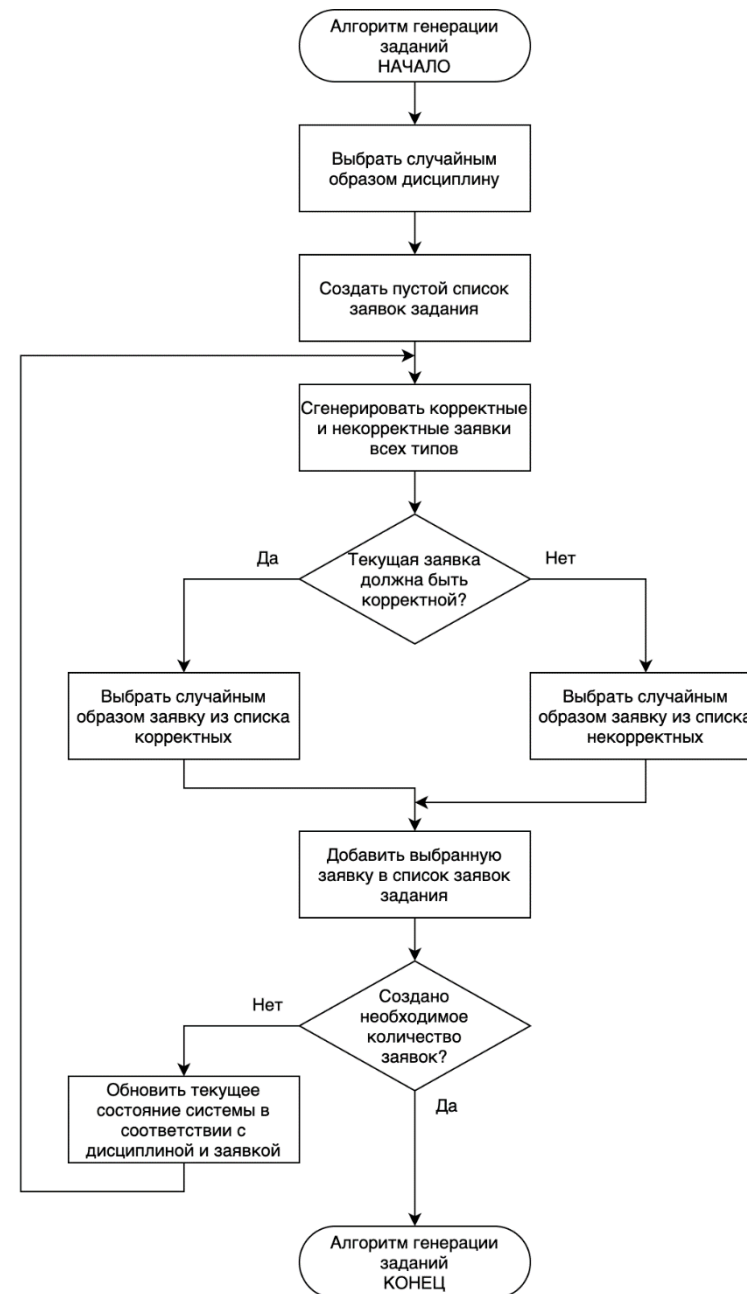 Алгоритм генерации
заданий
НАЧАЛО
Выбрать случайным
образом дисциплину
Создать пустой список
заявок задания
Сгенерировать корректные
и некорректные заявки
всех типов
Текущая заявка
должна быть
корректной?
Да
Нет
Выбрать случайным
образом заявку из списка
корректных
Выбрать случайным
образом заявку из списка
некорректных
Добавить выбранную
заявку в список заявок
задания
Создано
необходимое
количество
заявок?
Нет
Да
Обновить текущее
состояние системы в
соответствии с
дисциплиной и заявкой
Алгоритм генерации
заданий
КОНЕЦ